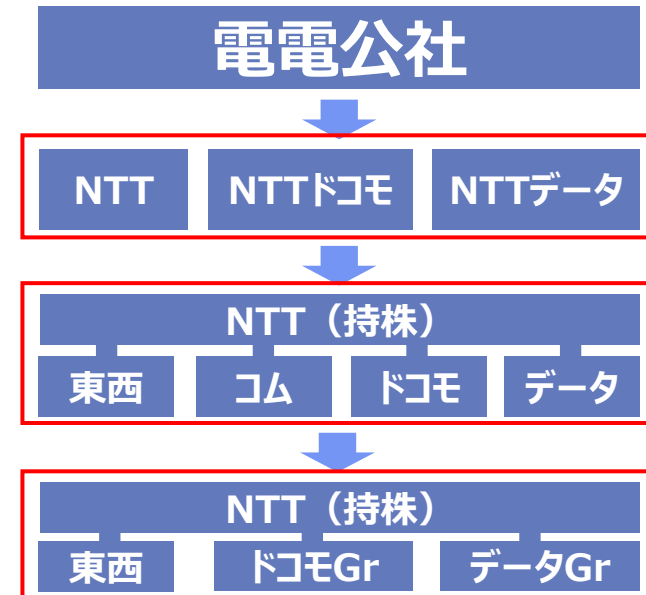 電電公社
NTT NTTドコモ NTTデータ
NTT（持株）
東西 コム ドコモ データ
NTT（持株）
東西 ドコモGr データGr